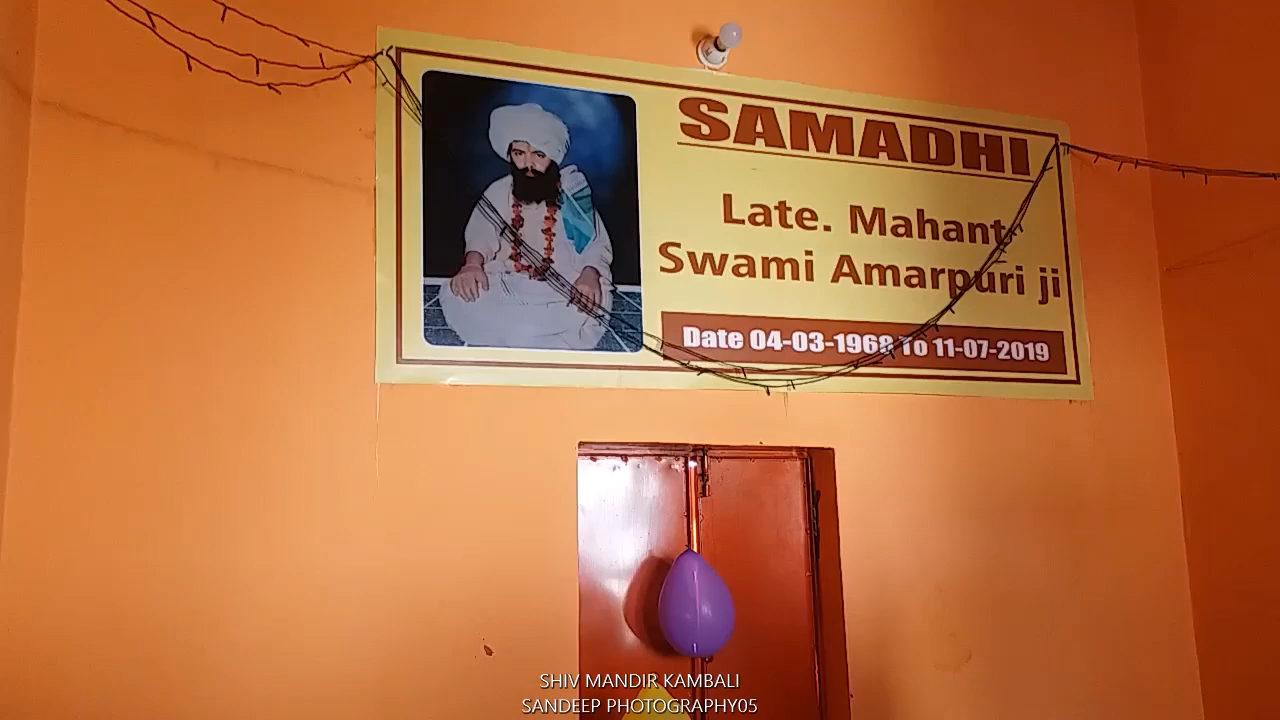 SAMADHI
Late. Mahant
Swami Amarpuri ji
Date 04-03-1968 To 11-07-2019
SHIV MANDIR KAMBALI
SANDEEP PHOTOGRAPHY05